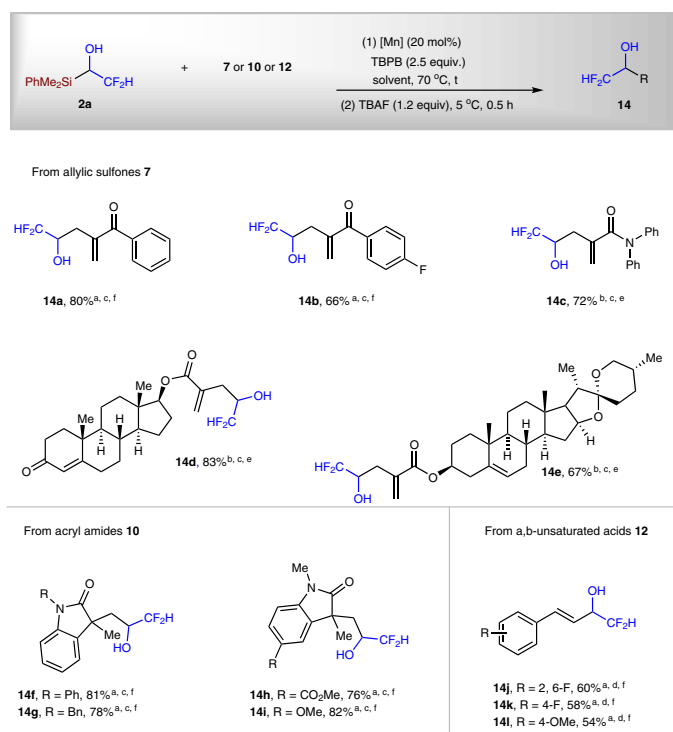 OH
PhMe2Si
CF2H
2a
+
7 or 10 or 12
(1) [Mn] (20 mol%)
TBPB (2.5 equiv.)
solvent, 70 °C, t
(2) TBAF (1.2 equiv), 5 °C, 0.5 h
OH
HF2C
R
14
From allylic sulfones 7
HF2C
OH
O
14a, 80%a, c, f
HF2C
OH
O
F
14b, 66%a, c, f
HF2C
OH
O
N
Ph
Ph
14c, 72%b, c, e
O
Me
Me
H
H
H
O
O
OH
HF2C
14d, 83%b, c, e
HF2C
OH
O
O
H
H
H
H
Me
O
O
Me
14e, 67%b, c, e
From acryl amides 10
R
N
O
Me
HO
CF2H
14f, R = Ph, 81%a, c, f
14g, R = Bn, 78%a, c, f
Me
N
O
Me
R
HO
CF2H
14h, R = CO2Me, 76%a, c, f
14i, R = OMe, 82%a, c, f
From a,b-unsaturated acids 12
R
OH
CF2H
14j, R = 2, 6-F, 60%a, d, f
14k, R = 4-F, 58%a, d, f
14l, R = 4-OMe, 54%a, d, f